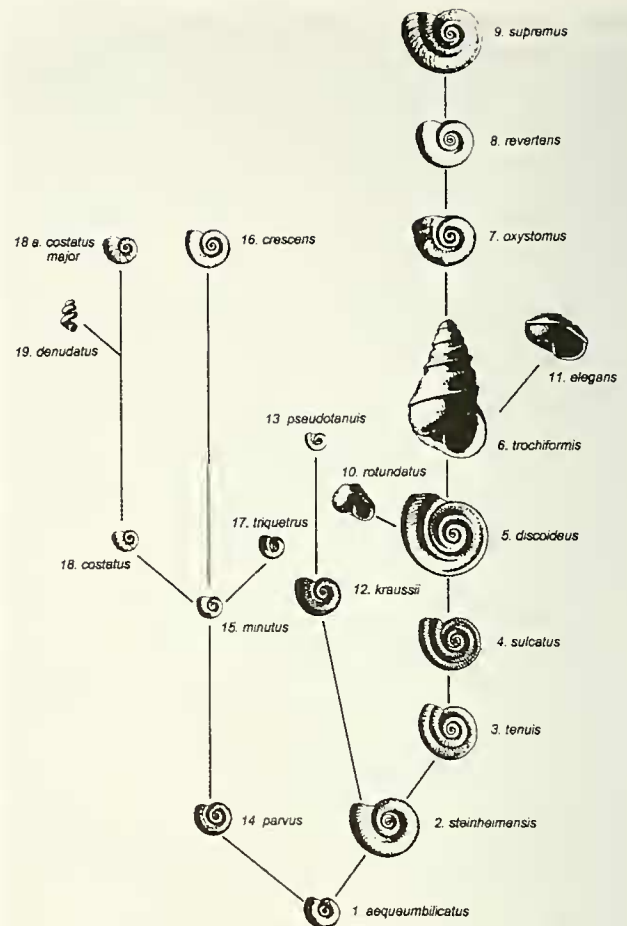 9. supremus
8. revertens
18 a. costatus
major
16. crescens
7. oxystomus
19. denudatus
11. elegans
13 pseudotanuis
6. trochiformis
10. rotundatus
17. triquetrus
5. discoideus
18. costatus
12. kraussii
15. minutus
4. sulcatus
3. tenuis
14 parvus
2. steinheimensis
1. aequeumbilicatus